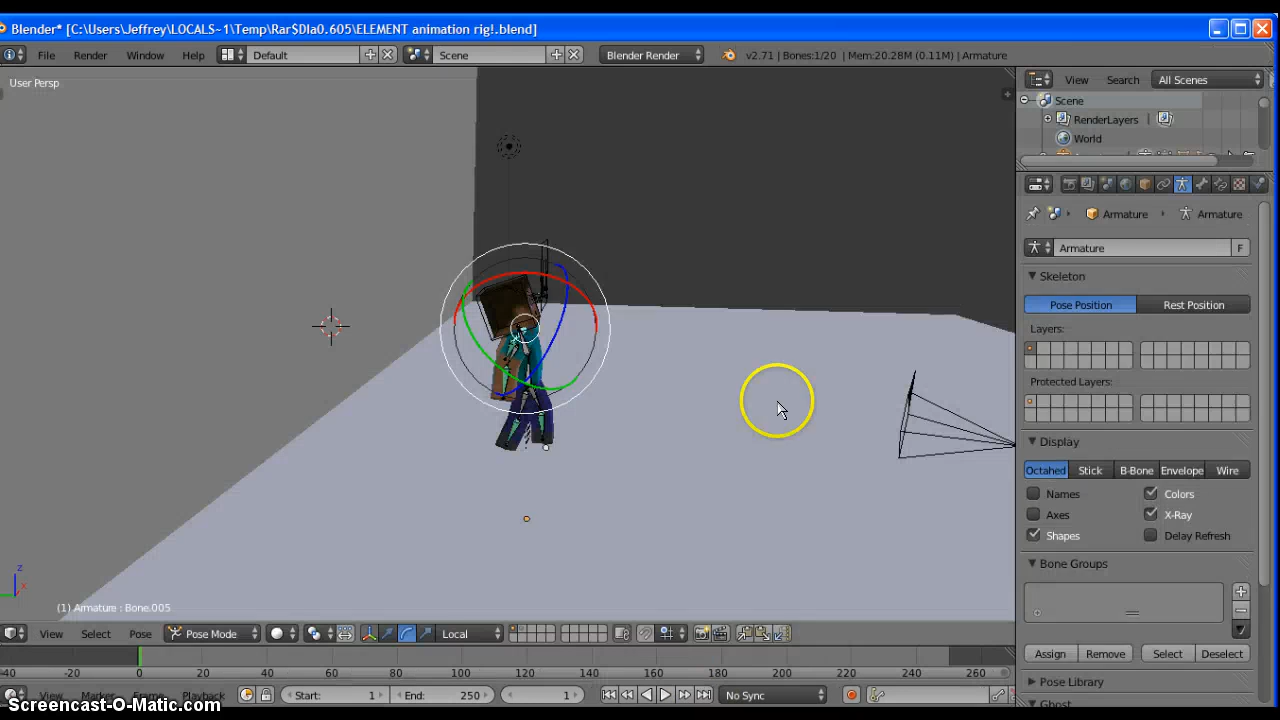 Blender* [C:\Users\Jeffrey\LOCALS~1\Temp\Rar$DIa0.605\ELEMENT animation rig!.blend]
File Render Window Help Default Scene Blender Render v2.71 | Bones:1/20 | Mem:20.28M (0.11M) | Armature
User Persp
View Search All Scenes
Scene
RenderLayers |
World
Armature Armature
Armature F
Skeleton
Pose Position Rest Position
Layers:
Protected Layers:
Display
Octahed Stick B-Bone Envelope Wire
Names Colors
Axes X-Ray
Shapes Delay Refresh
Bone Groups
Assign Remove Select Deselect
Pose Library
Ghost
z
x
(1) Armature : Bone.005
View Select Pose Pose Mode Local
-40 -20 0 20 40 60 80 100 120 140 160 180 200 220 240 260
View Marker Frame Playback Start: 1 End: 250 1 No Sync
Screencast-O-Matic.com